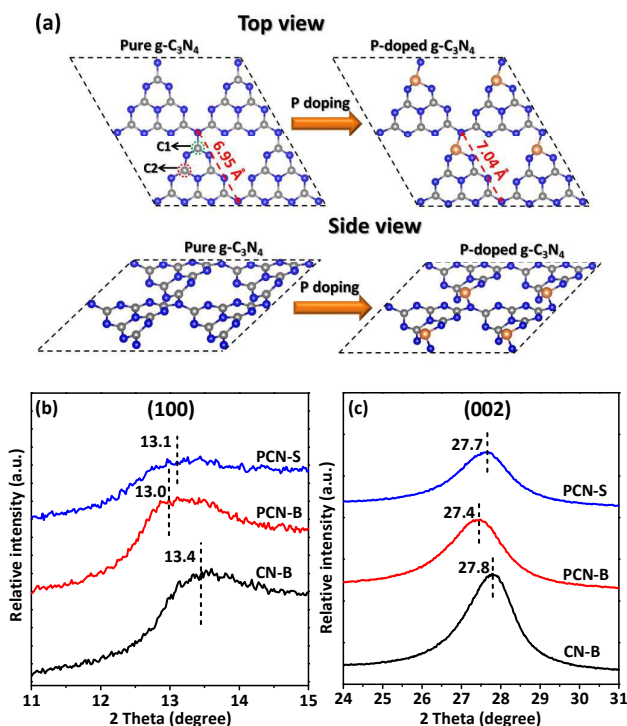 (a)
Top view
Pure g-C₃N₄
P-doped g-C₃N₄
P doping
C1
C2
6.95 Å
7.04 Å
Side view
Pure g-C₃N₄
P-doped g-C₃N₄
P doping
(b)
(100)
Relative intensity (a.u.)
13.1
PCN-S
13.0
PCN-B
13.4
CN-B
11 12 13 14 15
2 Theta (degree)
(c)
(002)
Relative intensity (a.u.)
27.7
PCN-S
27.4
PCN-B
27.8
CN-B
24 25 26 27 28 29 30 31
2 Theta (degree)